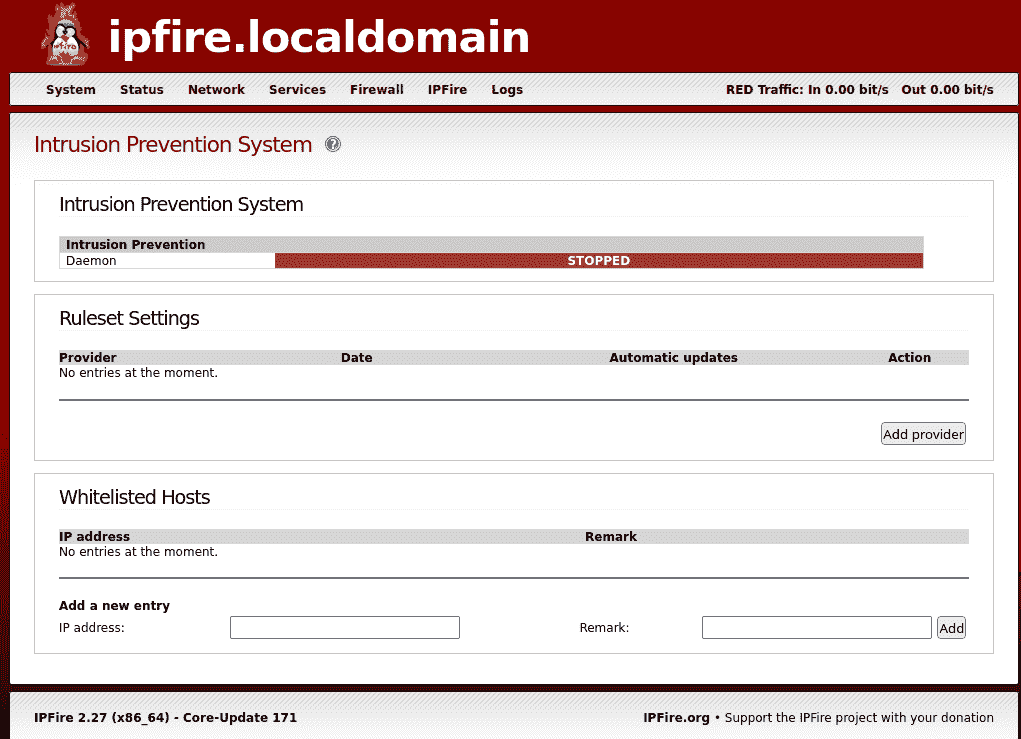 ipfire.localdomain
System Status Network Services Firewall IPFire Logs RED Traffic: In 0.00 bit/s Out 0.00 bit/s
Intrusion Prevention System ?
Intrusion Prevention System
Intrusion Prevention
Daemon STOPPED
Ruleset Settings
Provider Date Automatic updates Action
No entries at the moment.
Add provider
Whitelisted Hosts
IP address Remark
No entries at the moment.
Add a new entry
IP address: Remark: Add
IPFire 2.27 (x86_64) - Core-Update 171 IPFire.org • Support the IPFire project with your donation